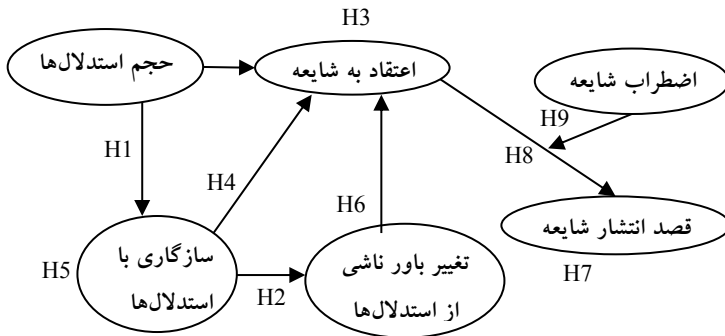 H3
حجم استدلال‌ها
اعتقاد به شایعه
اضطراب شایعه
H9
H1
H8
H4
H6
قصد انتشار شایعه
سازگاری با
استدلال‌ها
تغییر باور ناشی
از استدلال‌ها
H5
H2
H7